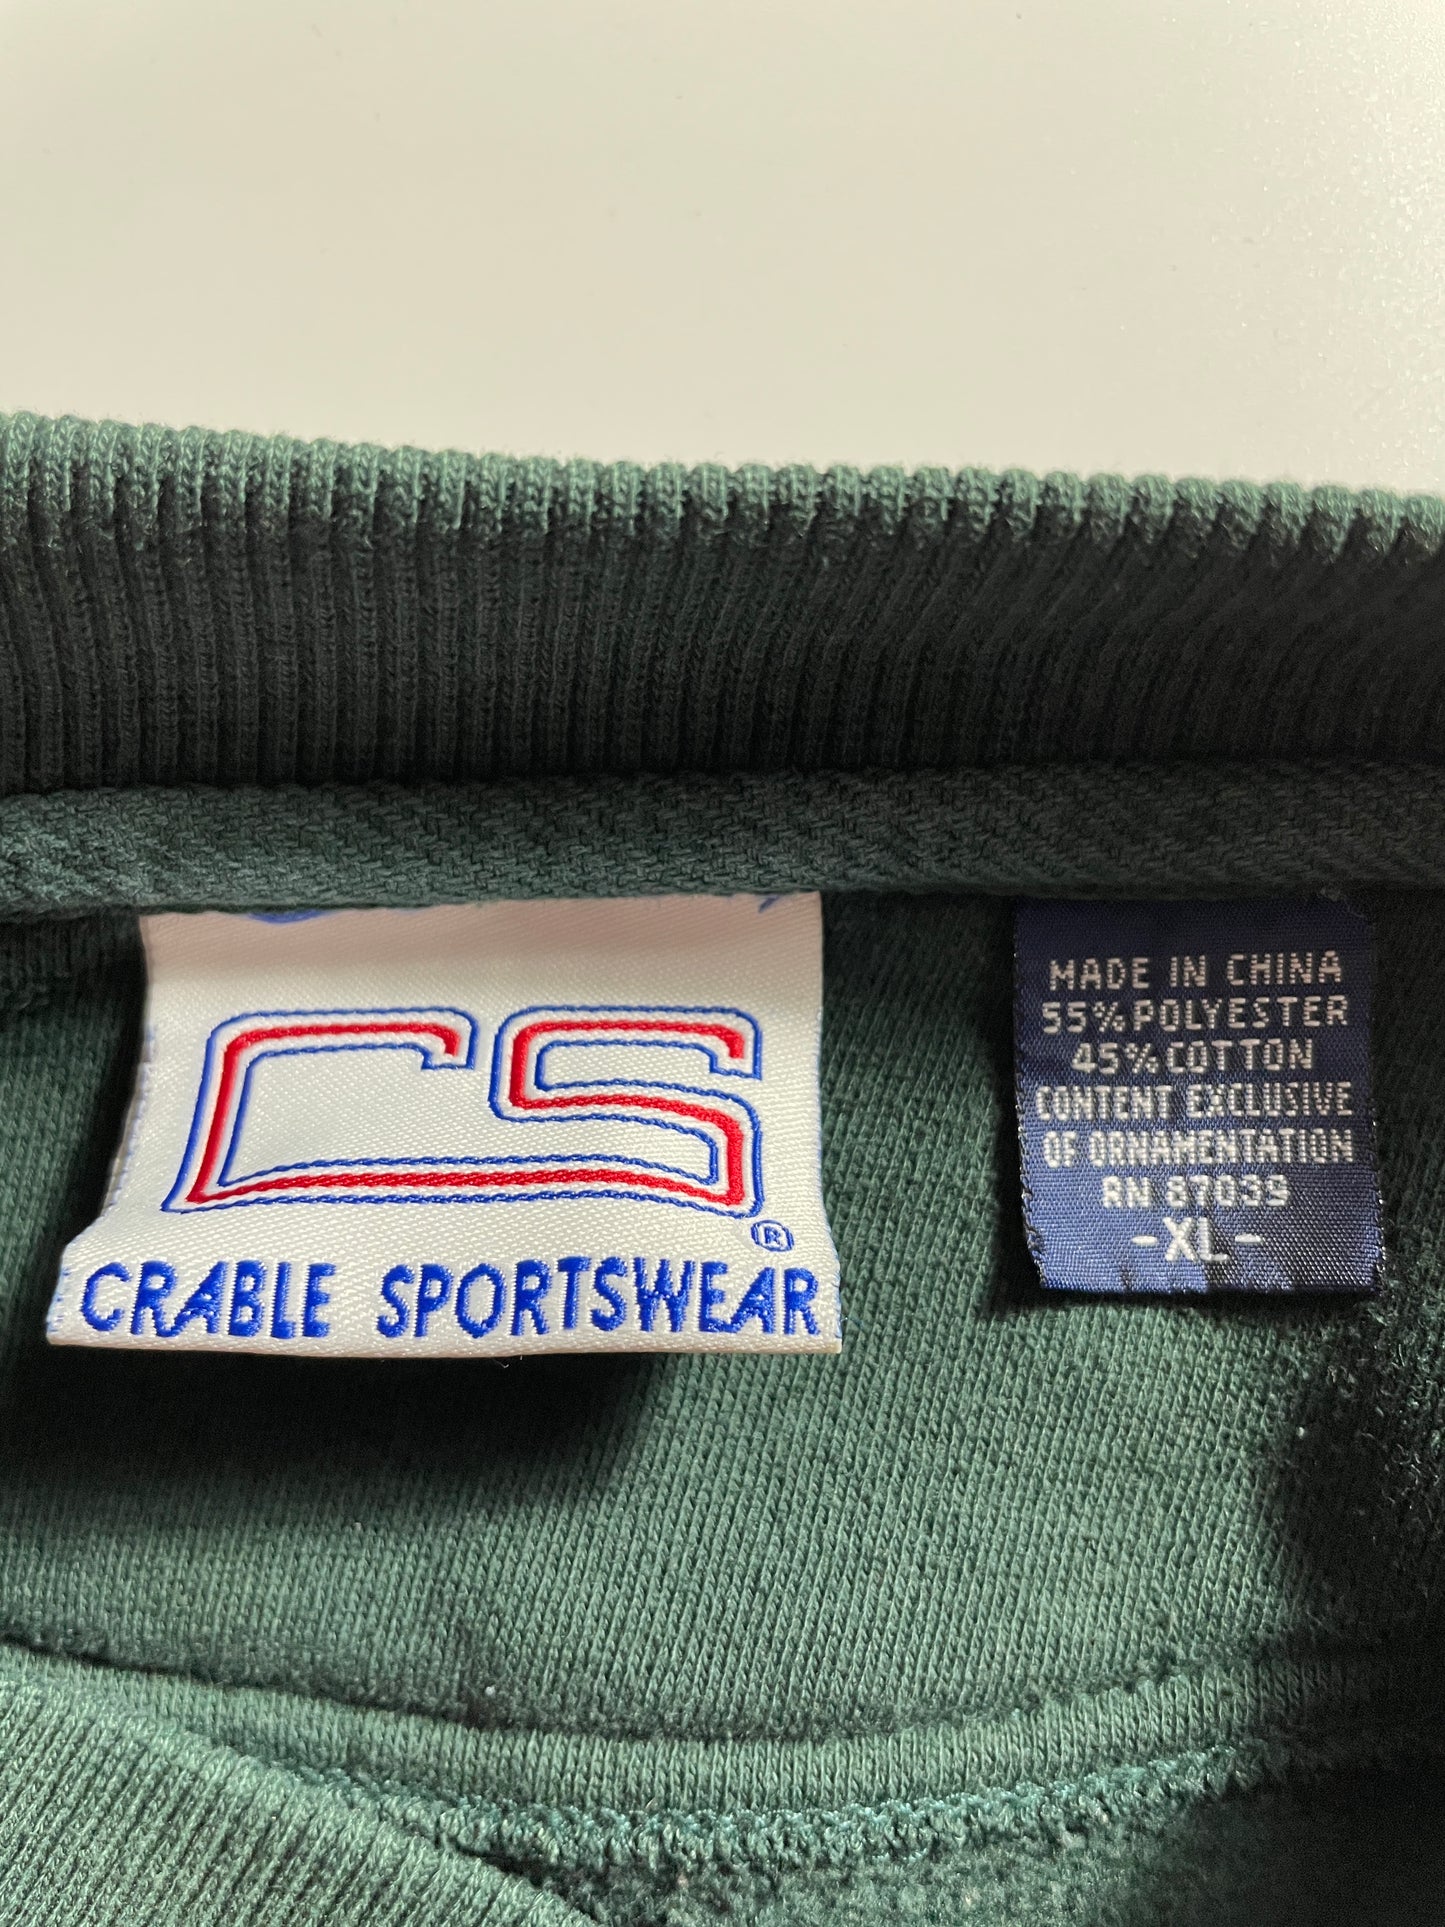 CS
®
CRABLE SPORTSWEAR
MADE IN CHINA
55% POLYESTER
45% COTTON
CONTENT EXCLUSIVE
OF ORNAMENTATION
RN 87039
-XL-